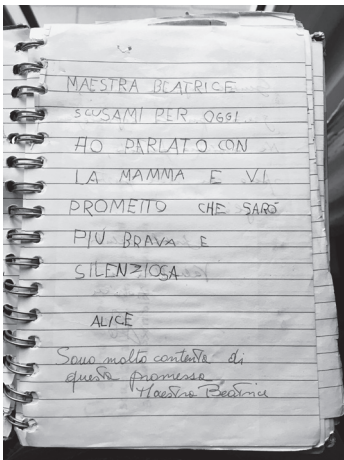 MAESTRA BEATRICE
SCUSAMI PER OGGI
HO PARLATO CON
LA MAMMA E VI
PROMETTO CHE SARÒ
PIÙ BRAVA E
SILENZIOSA
ALICE
Sono molto contenta di
questa promessa.
Maestra Beatrice